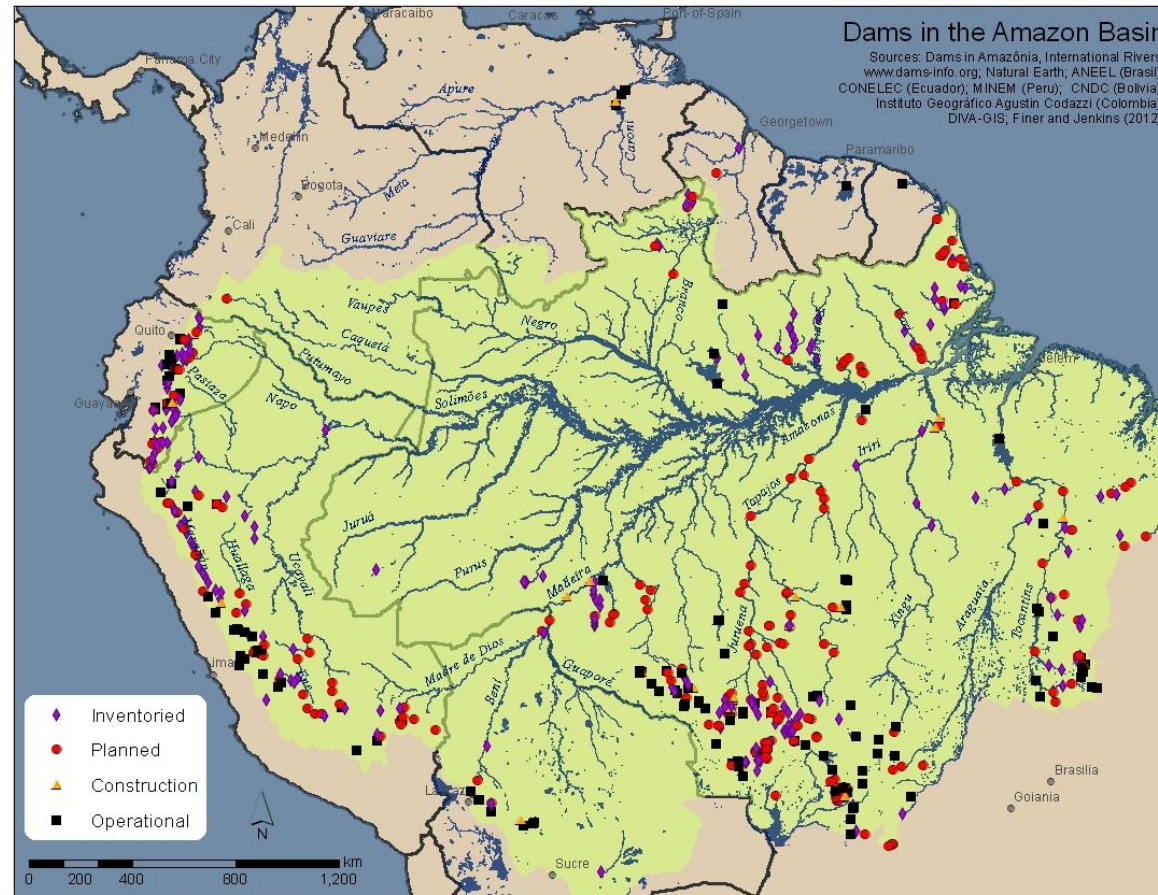 Dams in the Amazon Basin
Sources: Dams in Amazônia, International Rivers
www.dams-info.org; Natural Earth; ANEEL (Brasil)
CONELEC (Ecuador); MINEM (Peru); CNDC (Bolivia)
Instituto Geográfico Agustin Codazzi (Colombia)
DIVA-GIS; Finer and Jenkins (2012)
Maracaibo
Caracas
Port-of-Spain
Panama City
Apure
Caroni
Georgetown
Medellin
Paramaribo
Meta
Bogota
Cali
Guaviare
Vaupes
Negro
Branco
Quito
Caquetá
Putumayo
Pastaza
Napo
Solimões
Belem
Amazonas
Iriri
Tapajos
Juruá
Huallaga
Ucayali
Purus
Madeira
Juruena
Xingu
Araguaia
Tocantins
Lima
Madre de Dios
Guaporé
Beni
Brasilia
Goiania
Sucre
Inventoried
Planned
Construction
Operational
N
km
0 200 400 800 1,200